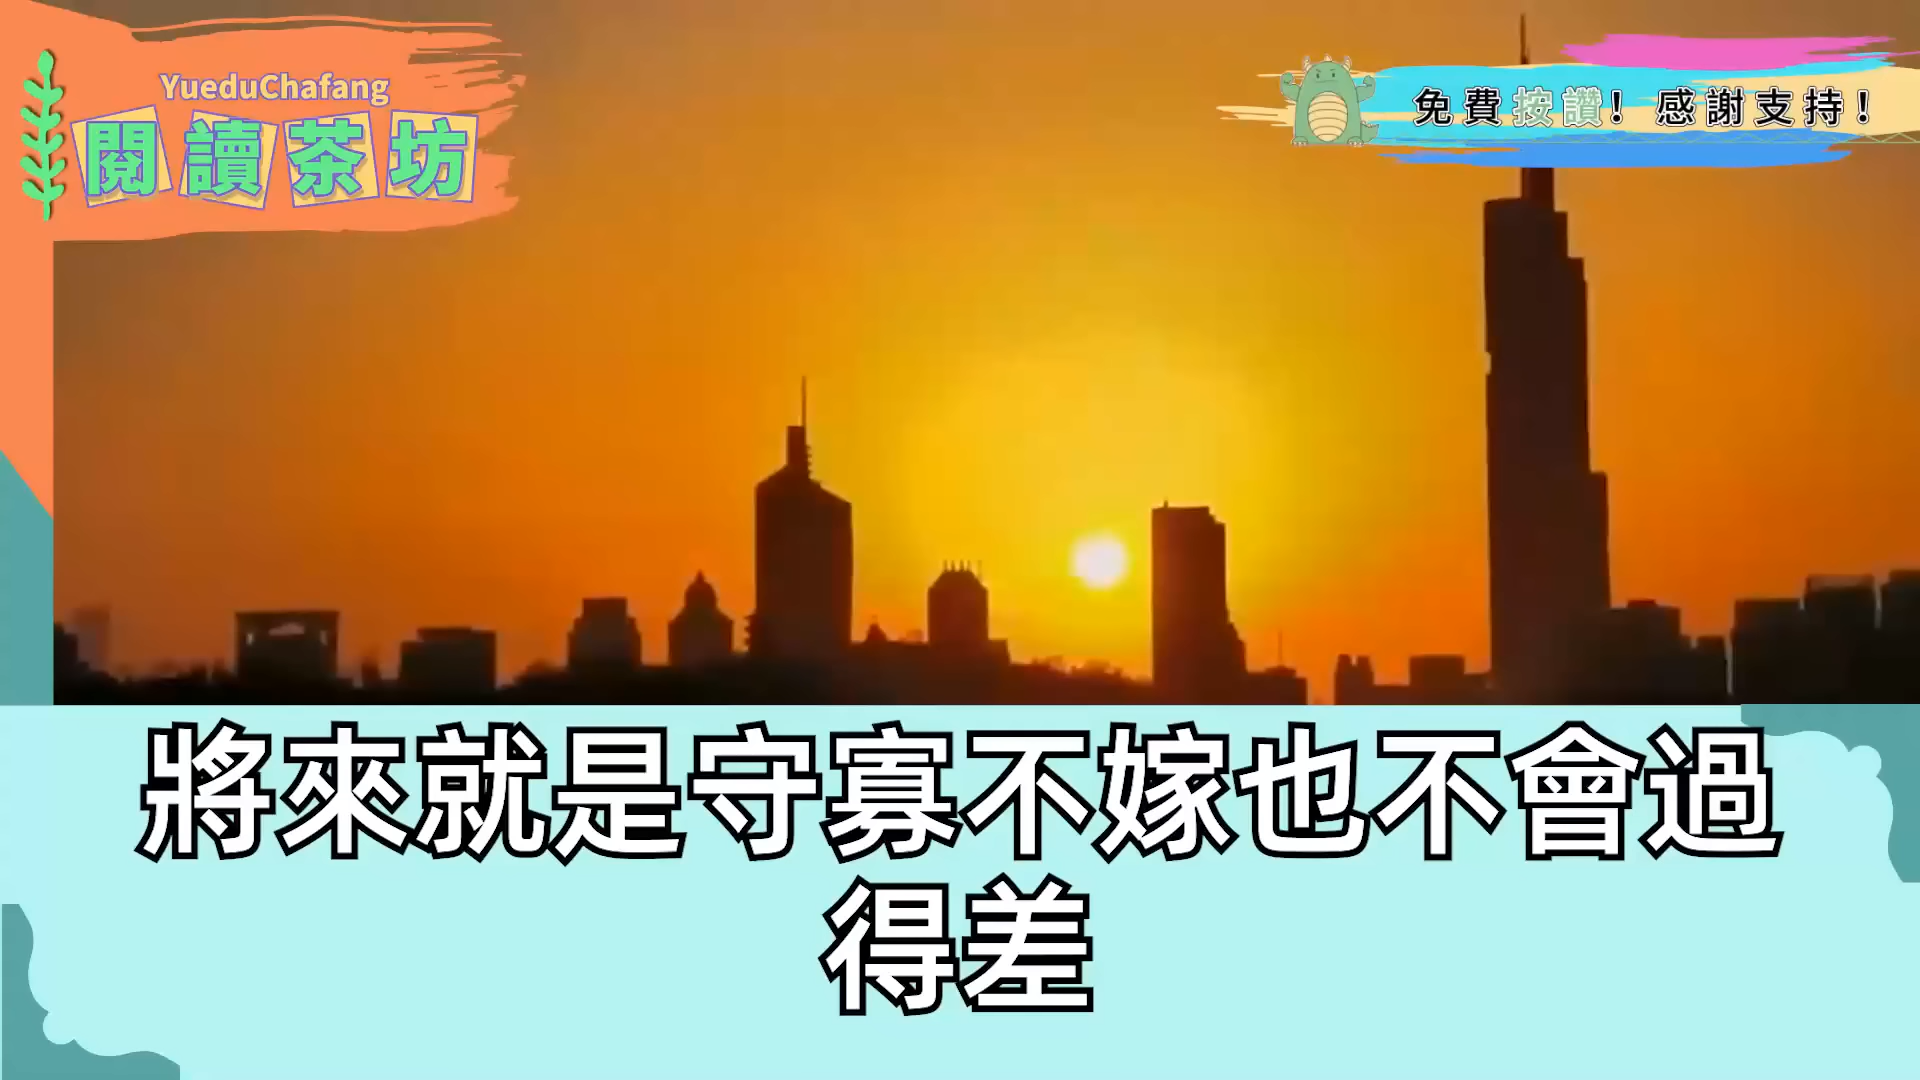 YueduChafang
閱讀茶坊
免費按讚！感謝支持！
將來就是守寡不嫁也不會過
得差